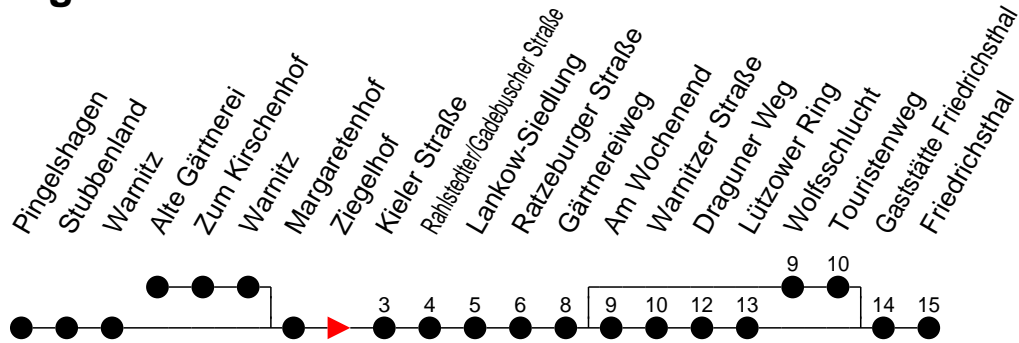 g
Pingelshagen
Stubbenland
Warnitz
Alte Gärtnerei
Zum Kirschenhof
Warnitz
Margaretenhof
Ziegelhof
Kieler Straße
Rahlstedter/Gadebuscher Straße
Lankow-Siedlung
Ratzeburger Straße
Gärtnereiweg
Am Wochenend
Warnitzer Straße
Draguner Weg
Lützower Ring
Wolfsschlucht
Touristenweg
Gaststätte Friedrichsthal
Friedrichsthal
9 10
3 4 5 6 8 9 10 12 13 14 15